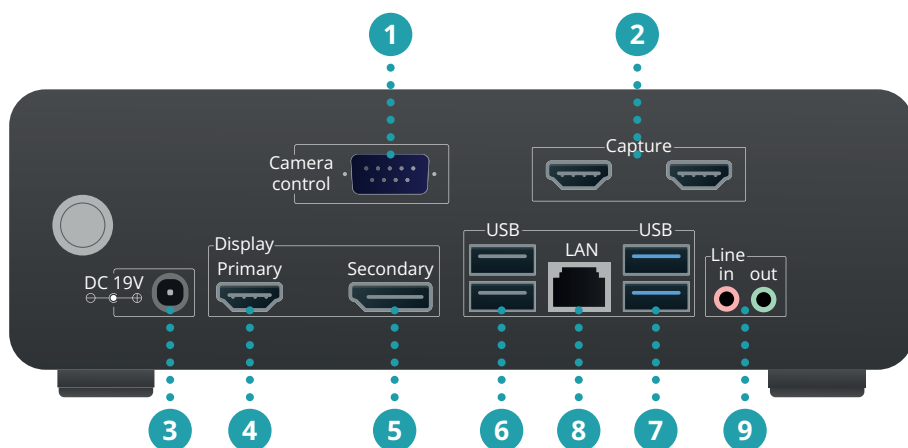 1
2
Camera
control
Capture
USB
USB
Display
LAN
Line
Primary
Secondary
in
out
DC 19V
3
4
5
6
8
7
9